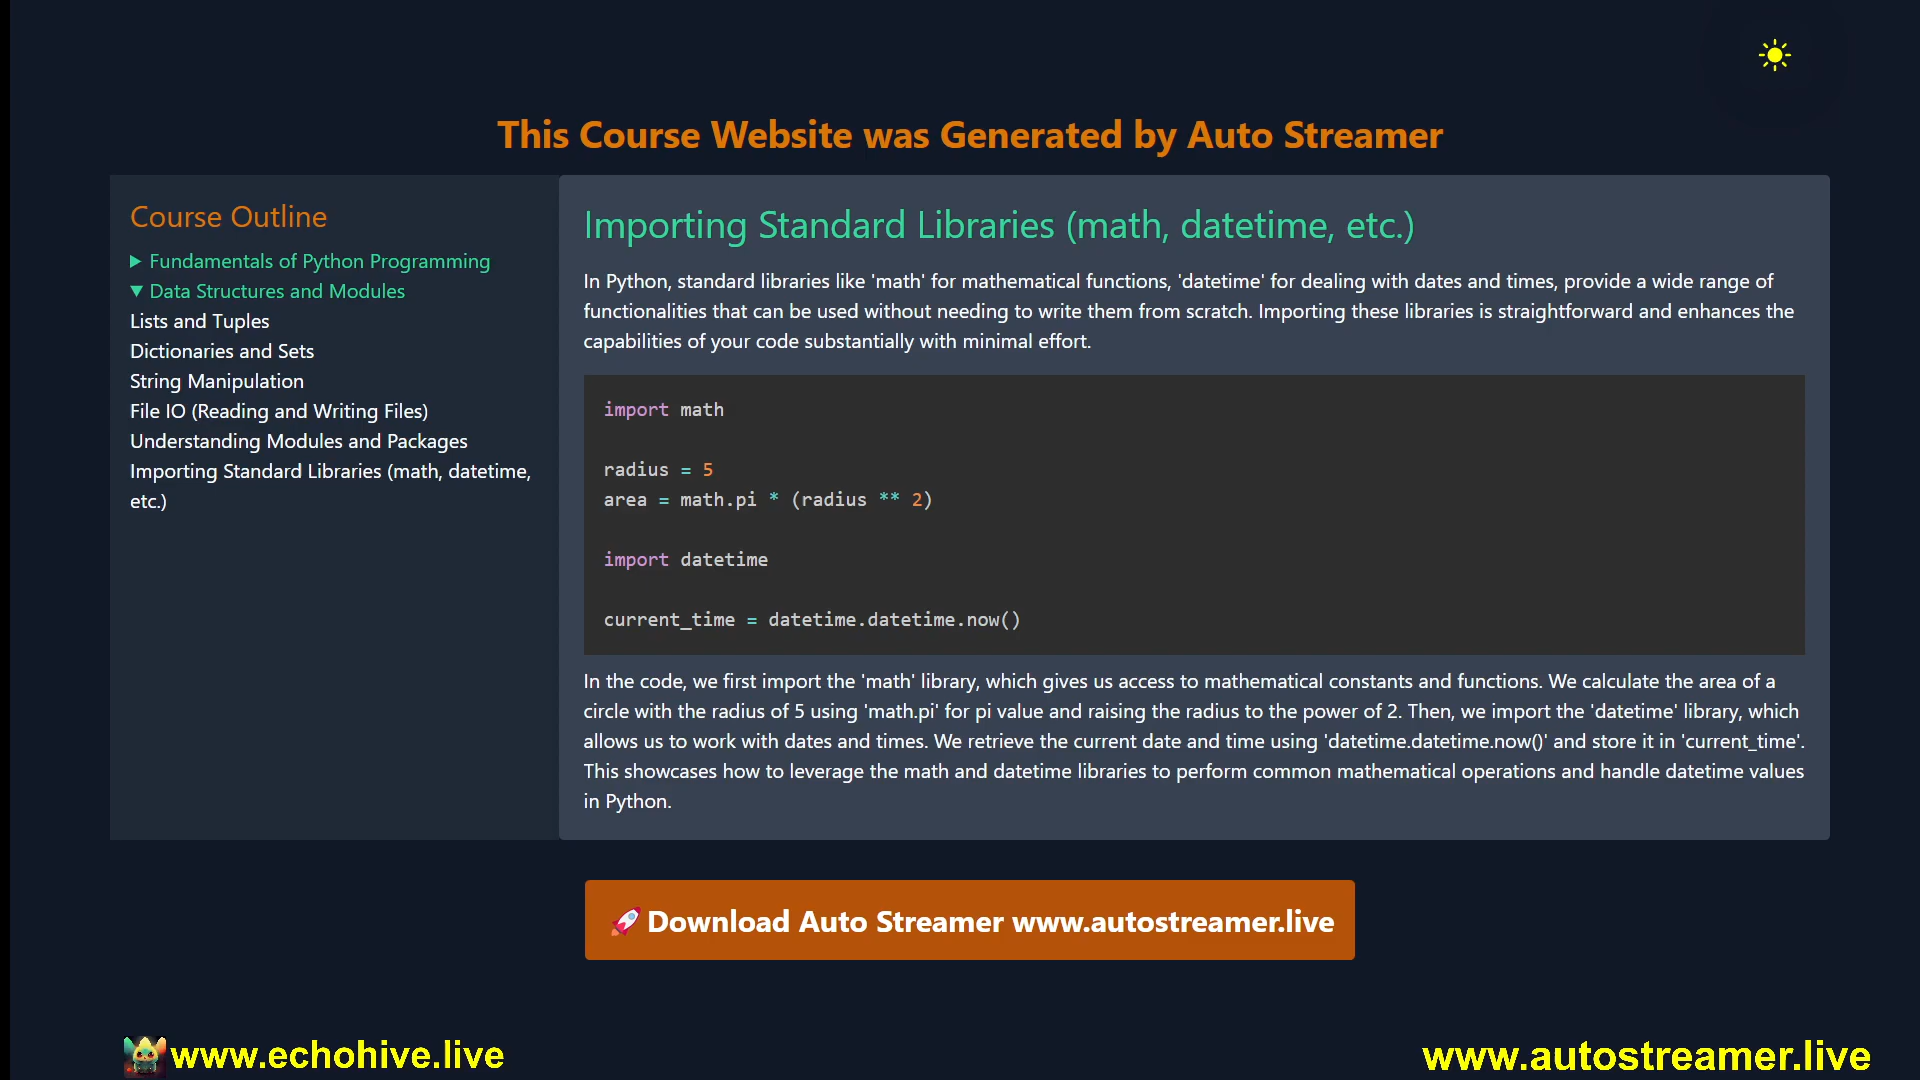 This Course Website was Generated by Auto Streamer
Course Outline
Fundamentals of Python Programming
Data Structures and Modules
Lists and Tuples
Dictionaries and Sets
String Manipulation
File IO (Reading and Writing Files)
Understanding Modules and Packages
Importing Standard Libraries (math, datetime,
etc.)
Importing Standard Libraries (math, datetime, etc.)
In Python, standard libraries like 'math' for mathematical functions, 'datetime' for dealing with dates and times, provide a wide range of
functionalities that can be used without needing to write them from scratch. Importing these libraries is straightforward and enhances the
capabilities of your code substantially with minimal effort.
import math
radius = 5
area = math.pi * (radius ** 2)
import datetime
current_time = datetime.datetime.now()
In the code, we first import the 'math' library, which gives us access to mathematical constants and functions. We calculate the area of a
circle with the radius of 5 using 'math.pi' for pi value and raising the radius to the power of 2. Then, we import the 'datetime' library, which
allows us to work with dates and times. We retrieve the current date and time using 'datetime.datetime.now()' and store it in 'current_time'.
This showcases how to leverage the math and datetime libraries to perform common mathematical operations and handle datetime values
in Python.
Download Auto Streamer www.autostreamer.live
www.echohive.live
www.autostreamer.live